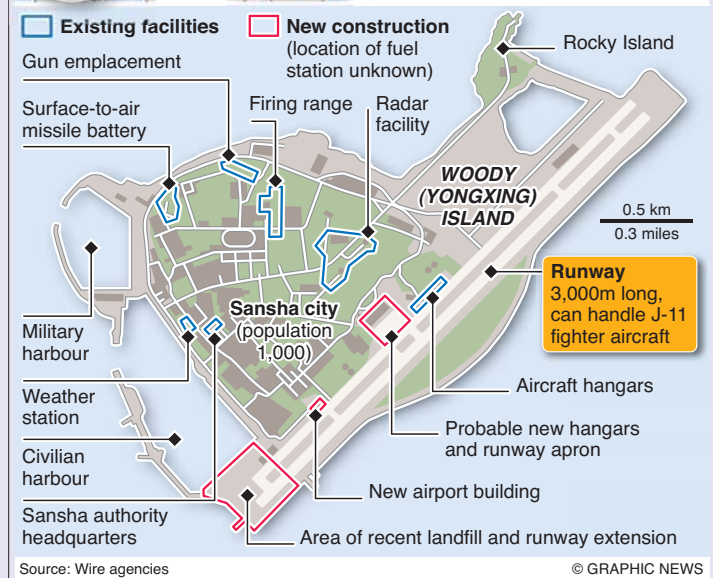 Existing facilities
New construction
(location of fuel
station unknown)
Gun emplacement
Rocky Island
Surface-to-air
missile battery
Firing range
Radar
facility
WOODY
(YONGXING)
ISLAND
0.5 km
0.3 miles
Runway
3,000m long,
can handle J-11
fighter aircraft
Sansha city
(population
1,000)
Military
harbour
Weather
station
Civilian
harbour
Sansha authority
headquarters
Aircraft hangars
Probable new hangars
and runway apron
New airport building
Area of recent landfill and runway extension
Source: Wire agencies
© GRAPHIC NEWS